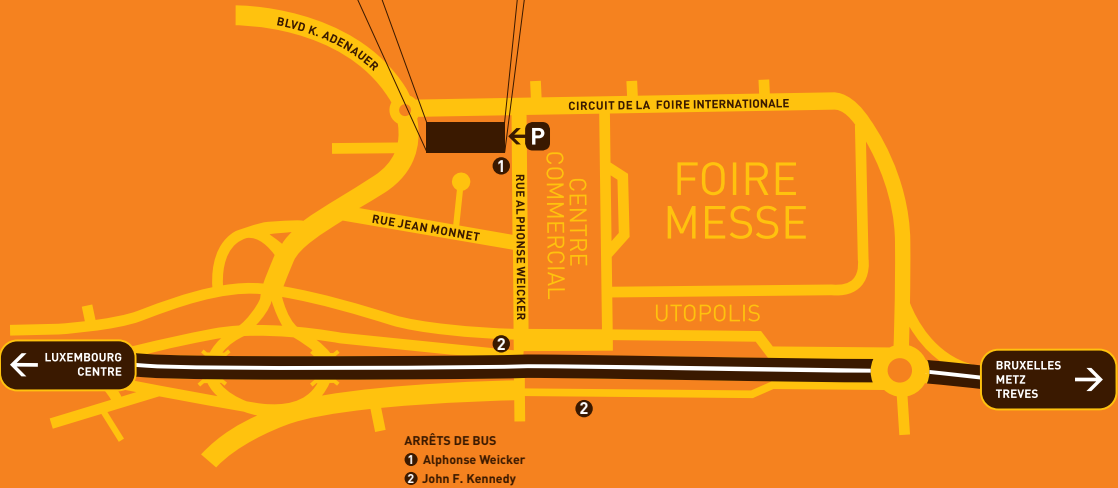 BLVD K. ADENAUER
CIRCUIT DE LA FOIRE INTERNATIONALE
P
1
RUE ALPHONSE WEICKER
CENTRE
COMMERCIAL
FOIRE
MESSE
RUE JEAN MONNET
UTOPOLIS
2
LUXEMBOURG
CENTRE
BRUXELLES
METZ
TREVES
2
ARRÊTS DE BUS
1 Alphonse Weicker
2 John F. Kennedy